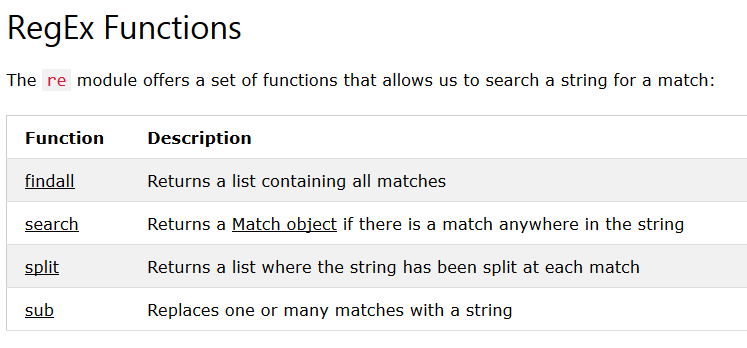 RegEx Functions
The re module offers a set of functions that allows us to search a string for a match:
Function Description
findall Returns a list containing all matches
search Returns a Match object if there is a match anywhere in the string
split Returns a list where the string has been split at each match
sub Replaces one or many matches with a string